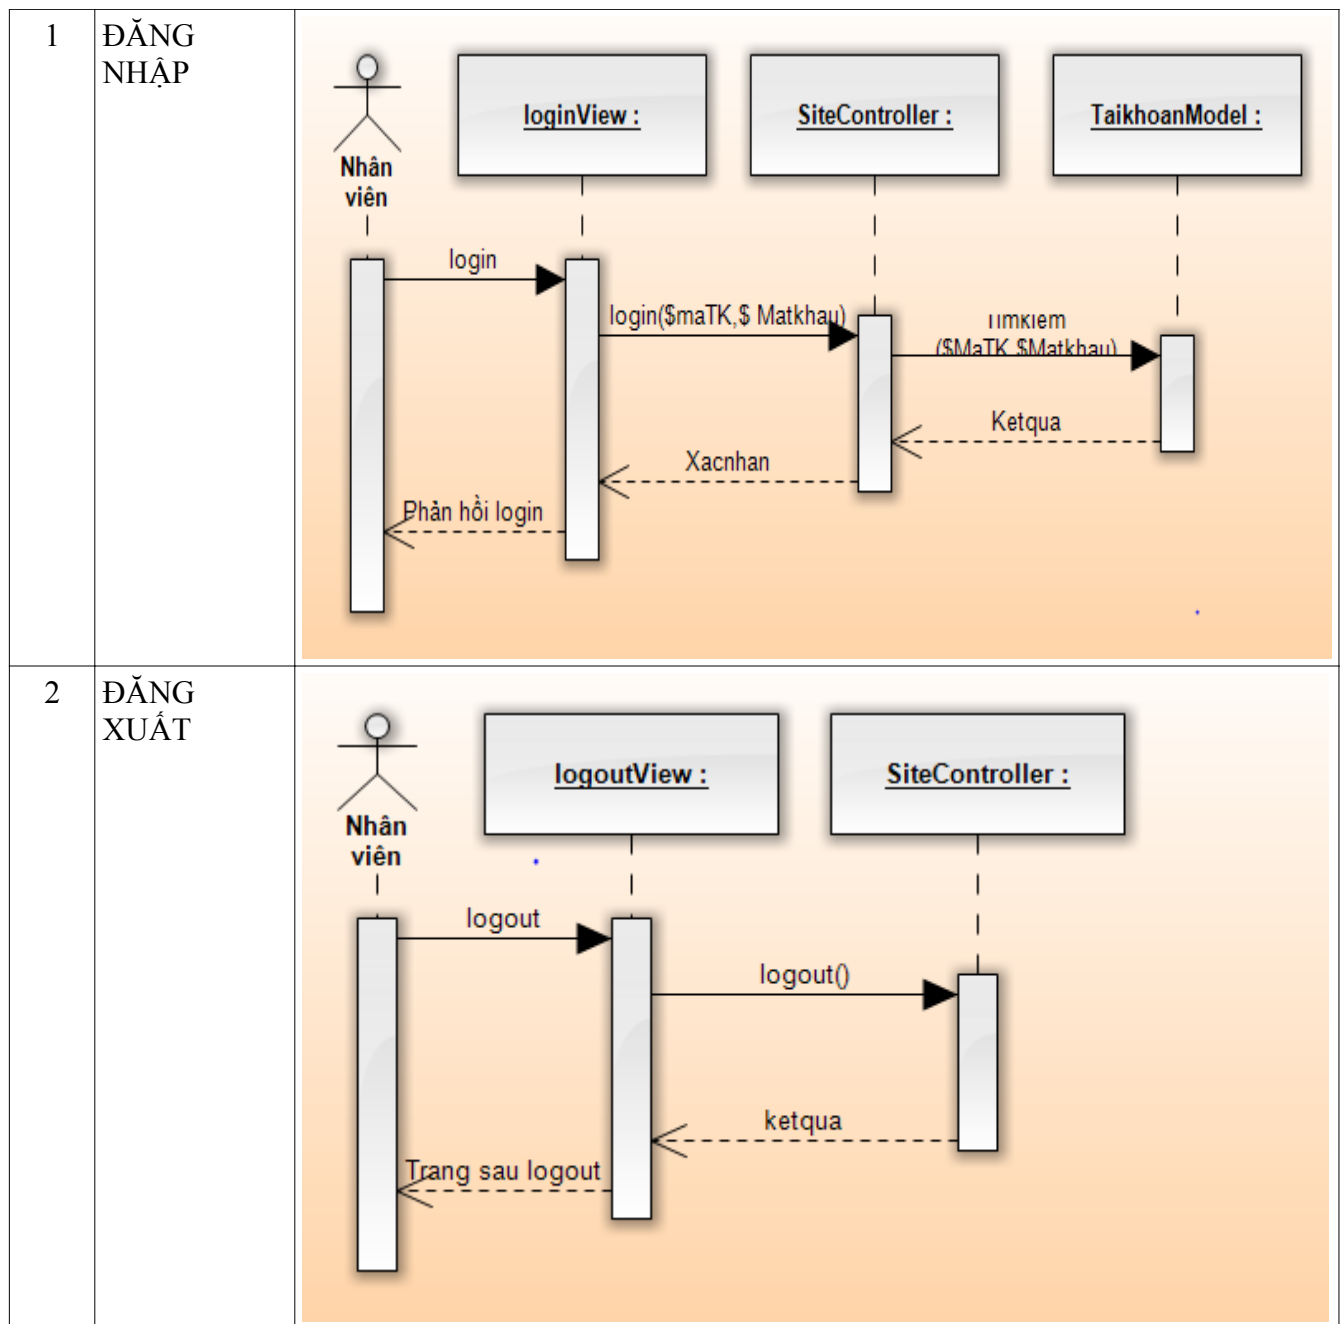 1
ĐĂNG
NHẬP
loginView :
SiteController :
TaikhoanModel :
Nhân
viên
login
login($maTK,$ Matkhau)
Timkiem
($MaTK,$Matkhau)
Ketqua
Xacnhan
Phản hồi login
2
ĐĂNG
XUẤT
logoutView :
SiteController :
Nhân
viên
logout
logout()
ketqua
Trang sau logout